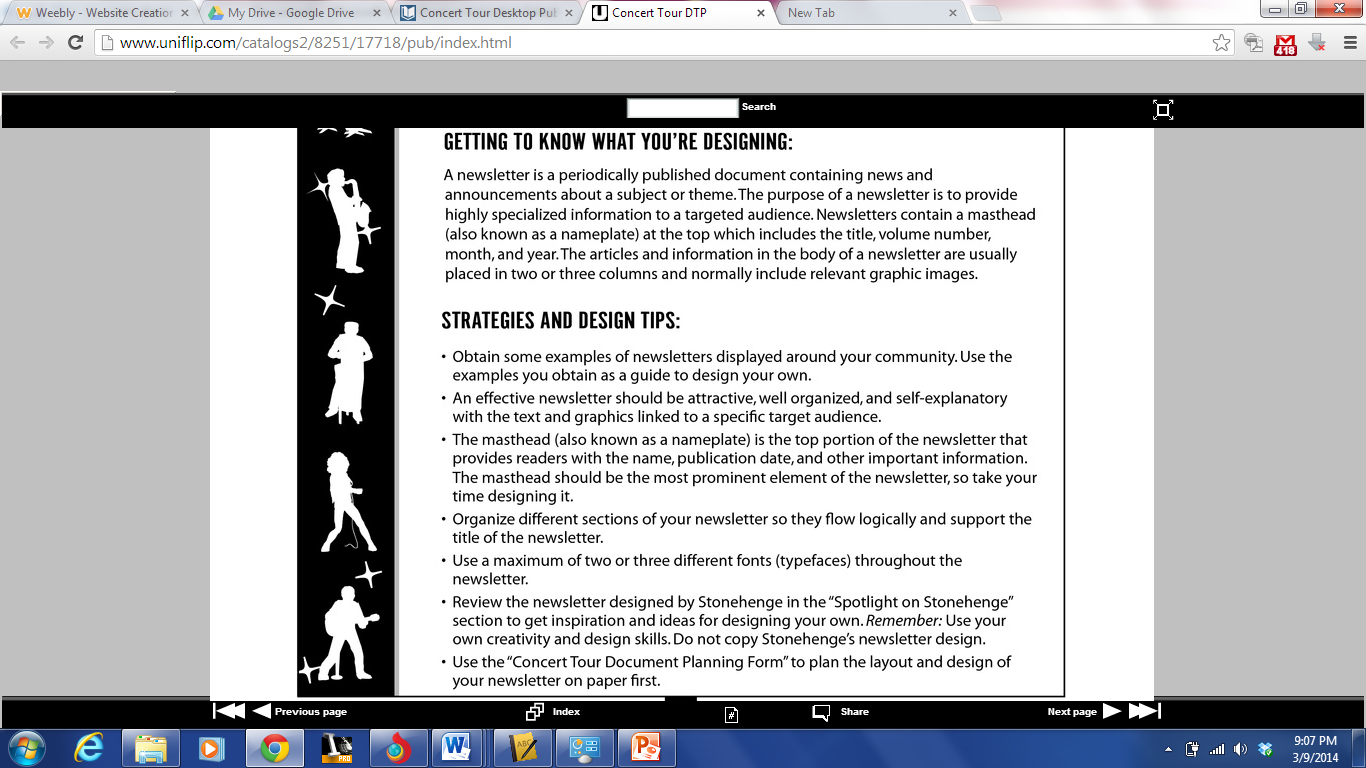 Weebly - Website Creation
My Drive - Google Drive
Concert Tour Desktop Pub
Concert Tour DTP
New Tab
www.uniflip.com/catalogs2/8251/17718/pub/index.html
418
Search
GETTING TO KNOW WHAT YOU'RE DESIGNING:
A newsletter is a periodically published document containing news and
announcements about a subject or theme. The purpose of a newsletter is to provide
highly specialized information to a targeted audience. Newsletters contain a masthead
(also known as a nameplate) at the top which includes the title, volume number,
month, and year. The articles and information in the body of a newsletter are usually
placed in two or three columns and normally include relevant graphic images.
STRATEGIES AND DESIGN TIPS:
• Obtain some examples of newsletters displayed around your community. Use the
examples you obtain as a guide to design your own.
• An effective newsletter should be attractive, well organized, and self-explanatory
with the text and graphics linked to a specific target audience.
• The masthead (also known as a nameplate) is the top portion of the newsletter that
provides readers with the name, publication date, and other important information.
The masthead should be the most prominent element of the newsletter, so take your
time designing it.
• Organize different sections of your newsletter so they flow logically and support the
title of the newsletter.
• Use a maximum of two or three different fonts (typefaces) throughout the
newsletter.
• Review the newsletter designed by Stonehenge in the “Spotlight on Stonehenge”
section to get inspiration and ideas for designing your own. Remember: Use your
own creativity and design skills. Do not copy Stonehenge’s newsletter design.
• Use the “Concert Tour Document Planning Form” to plan the layout and design of
your newsletter on paper first.
Previous page
Index
#
Share
Next page
PRO
ABC
9:07 PM
3/9/2014